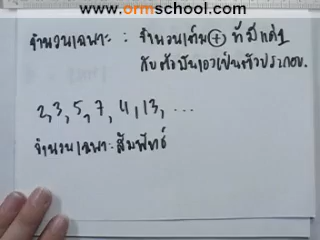 www.ormschool.com
จำนวนเฉพาะ : จำนวนเต็ม⊕ ที่มีแค่ 1
กับตัวมันเองเป็นตัวประกอบ.
2,3,5,7,11,13,...
จำนวนเฉพาะสัมพัทธ์